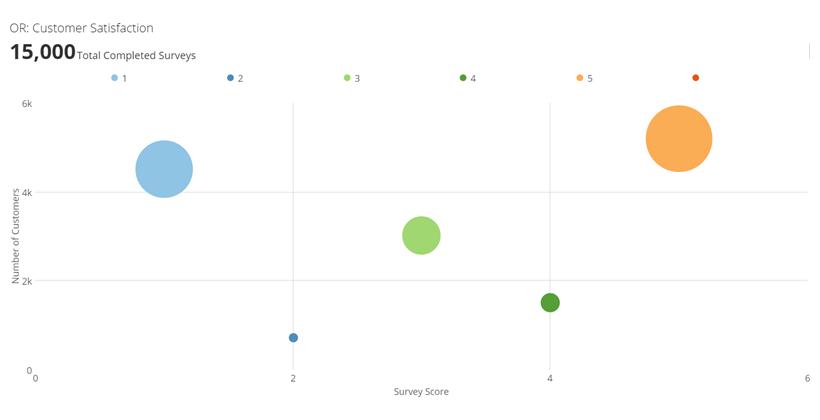 OR: Customer Satisfaction
15,000 Total Completed Surveys
1 2 3 4 5
6k
4k
2k
0
Number of Customers
0 2 4 6
Survey Score